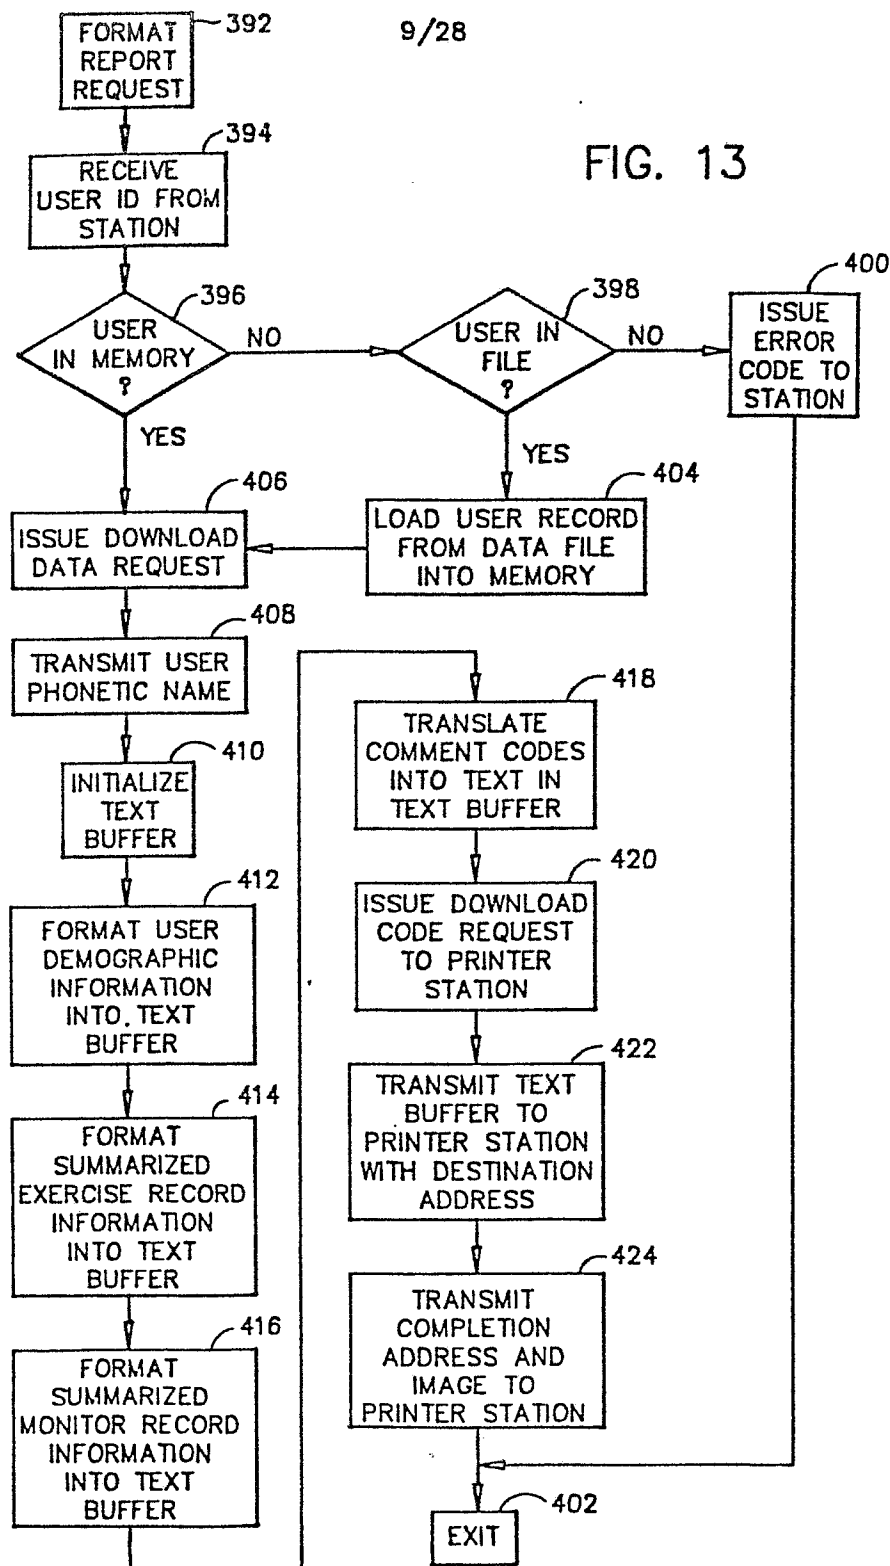 9/28
FIG. 13
392
FORMAT
REPORT
REQUEST
394
RECEIVE
USER ID FROM
STATION
396
USER
IN MEMORY
?
NO
YES
398
USER IN
FILE
?
NO
YES
400
ISSUE
ERROR
CODE TO
STATION
404
LOAD USER RECORD
FROM DATA FILE
INTO MEMORY
406
ISSUE DOWNLOAD
DATA REQUEST
408
TRANSMIT USER
PHONETIC NAME
410
INITIALIZE
TEXT
BUFFER
412
FORMAT USER
DEMOGRAPHIC
INFORMATION
INTO. TEXT
BUFFER
414
FORMAT
SUMMARIZED
EXERCISE RECORD
INFORMATION
INTO TEXT
BUFFER
416
FORMAT
SUMMARIZED
MONITOR RECORD
INFORMATION
INTO TEXT
BUFFER
418
TRANSLATE
COMMENT CODES
INTO TEXT IN
TEXT BUFFER
420
ISSUE DOWNLOAD
CODE REQUEST
TO PRINTER
STATION
422
TRANSMIT TEXT
BUFFER TO
PRINTER STATION
WITH DESTINATION
ADDRESS
424
TRANSMIT
COMPLETION
ADDRESS AND
IMAGE TO
PRINTER STATION
402
EXIT